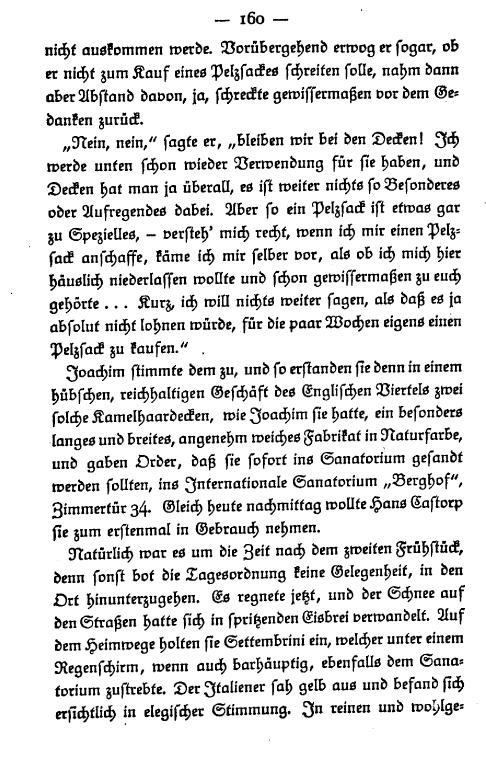 — 160 —
nicht auskommen werde. Vorübergehend erwog er sogar, ob
er nicht zum Kauf eines Pelzsackes schreiten solle, nahm dann
aber Abstand davon, ja, schreckte gewissermaßen vor dem Ge-
danken zurück.
„Nein, nein,“ sagte er, „bleiben wir bei den Decken! Ich
werde unten schon wieder Verwendung für sie haben, und
Decken hat man ja überall, es ist weiter nichts so Besonderes
oder Aufregendes dabei. Aber so ein Pelzsack ist etwas gar
zu Spezielles, – versteh’ mich recht, wenn ich mir einen Pelz-
sack anschaffe, käme ich mir selber vor, als ob ich mich hier
häuslich niederlassen wollte und schon gewissermaßen zu euch
gehörte ... Kurz, ich will nichts weiter sagen, als daß es ja
absolut nicht lohnen würde, für die paar Wochen eigens einen
Pelzsack zu kaufen.“
Joachim stimmte dem zu, und so erstanden sie denn in einem
hübschen, reichhaltigen Geschäft des Englischen Viertels zwei
solche Kamelhaardecken, wie Joachim sie hatte, ein besonders
langes und breites, angenehm weiches Fabrikat in Naturfarbe,
und gaben Order, daß sie sofort ins Sanatorium gesandt
werden sollten, ins Internationale Sanatorium „Berghof“,
Zimmertür 34. Gleich heute nachmittag wollte Hans Castorp
sie zum erstenmal in Gebrauch nehmen.
Natürlich war es um die Zeit nach dem zweiten Frühstück,
denn sonst bot die Tagesordnung keine Gelegenheit, in den
Ort hinunterzugehen. Es regnete jetzt, und der Schnee auf
den Straßen hatte sich in spritzenden Eisbrei verwandelt. Auf
dem Heimwege holten sie Settembrini ein, welcher unter einem
Regenschirm, wenn auch barhäuptig, ebenfalls dem Sana-
torium zustrebte. Der Italiener sah gelb aus und befand sich
ersichtlich in elegischer Stimmung. In reinen und wohlge-